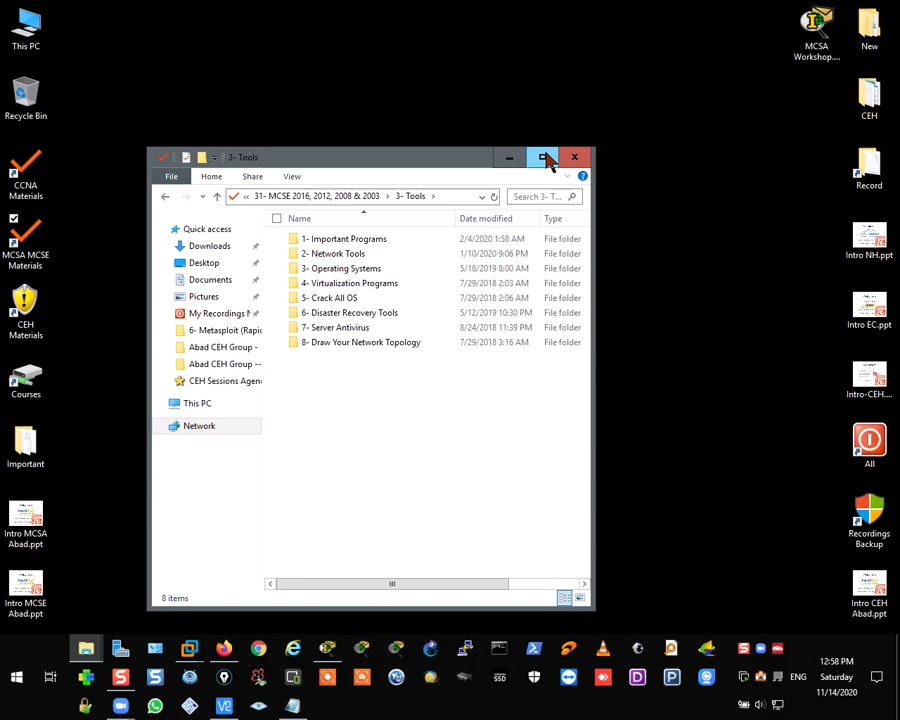 This PC
Recycle Bin
CCNA
Materials
MCSA MCSE
Materials
CEH
Materials
Courses
Important
Intro MCSA
Abad.ppt
Intro MCSE
Abad.ppt
MCSA
Workshop....
New
CEH
Record
Intro NH.ppt
Intro EC.ppt
Intro-CEH....
All
Recordings
Backup
Intro CEH
Abad.ppt
3- Tools
File Home Share View
« 31- MCSE 2016, 2012, 2008 & 2003 › 3- Tools ›
Search 3- T...
Name Date modified Type
1- Important Programs 2/4/2020 1:58 AM File folder
2- Network Tools 1/10/2020 9:06 PM File folder
3- Operating Systems 5/18/2019 8:00 AM File folder
4- Virtualization Programs 7/29/2018 2:03 AM File folder
5- Crack All OS 7/29/2018 2:06 AM File folder
6- Disaster Recovery Tools 5/12/2019 10:30 PM File folder
7- Server Antivirus 8/24/2018 11:39 PM File folder
8- Draw Your Network Topology 7/29/2018 3:16 AM File folder
Quick access
Downloads
Desktop
Documents
Pictures
My Recordings
6- Metasploit (Rapid
Abad CEH Group -
Abad CEH Group --
CEH Sessions Agen
This PC
Network
8 items
SSD
ENG
12:58 PM
Saturday
11/14/2020